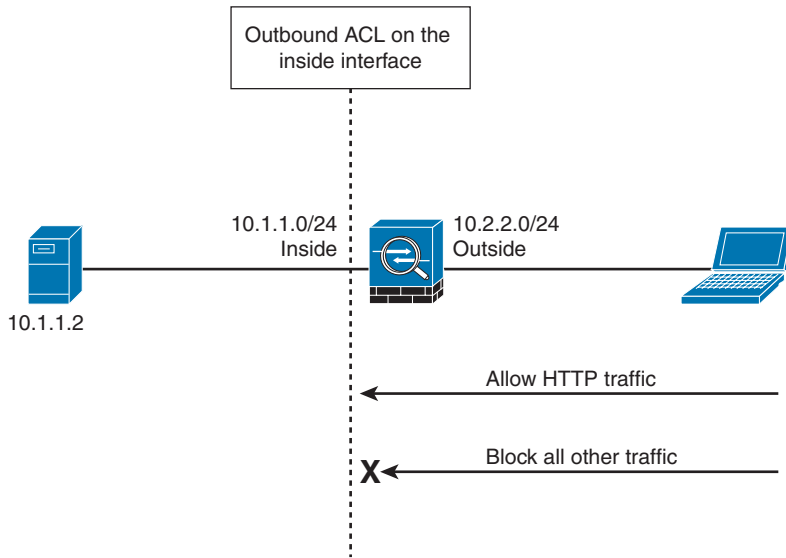 Outbound ACL on the
inside interface
10.1.1.0/24
Inside
10.2.2.0/24
Outside
10.1.1.2
Allow HTTP traffic
X
Block all other traffic